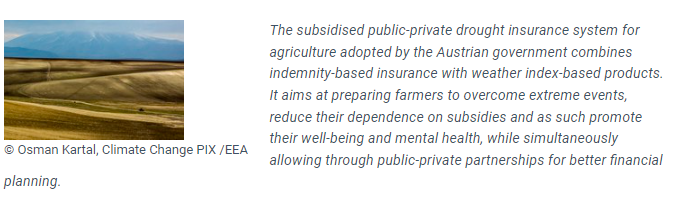 The subsidised public-private drought insurance system for
agriculture adopted by the Austrian government combines
indemnity-based insurance with weather index-based products.
It aims at preparing farmers to overcome extreme events,
reduce their dependence on subsidies and as such promote
their well-being and mental health, while simultaneously
allowing through public-private partnerships for better financial
planning.
© Osman Kartal, Climate Change PIX /EEA